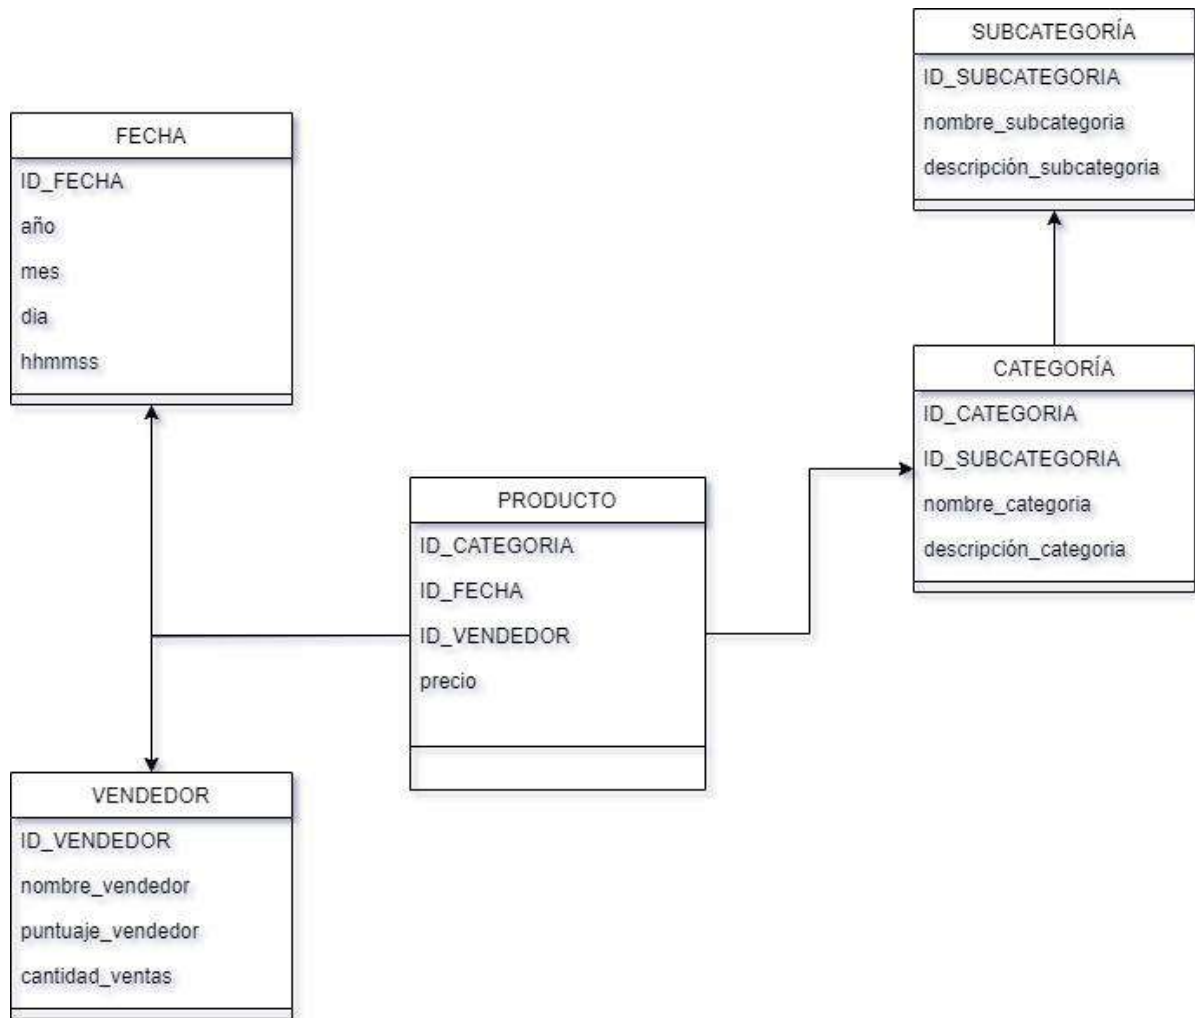 SUBCATEGORÍA
ID_SUBCATEGORIA
nombre_subcategoria
descripción_subcategoria
FECHA
ID_FECHA
año
mes
dia
hhmmss
CATEGORÍA
ID_CATEGORIA
ID_SUBCATEGORIA
nombre_categoria
descripción_categoria
PRODUCTO
ID_CATEGORIA
ID_FECHA
ID_VENDEDOR
precio
VENDEDOR
ID_VENDEDOR
nombre_vendedor
puntuaje_vendedor
cantidad_ventas